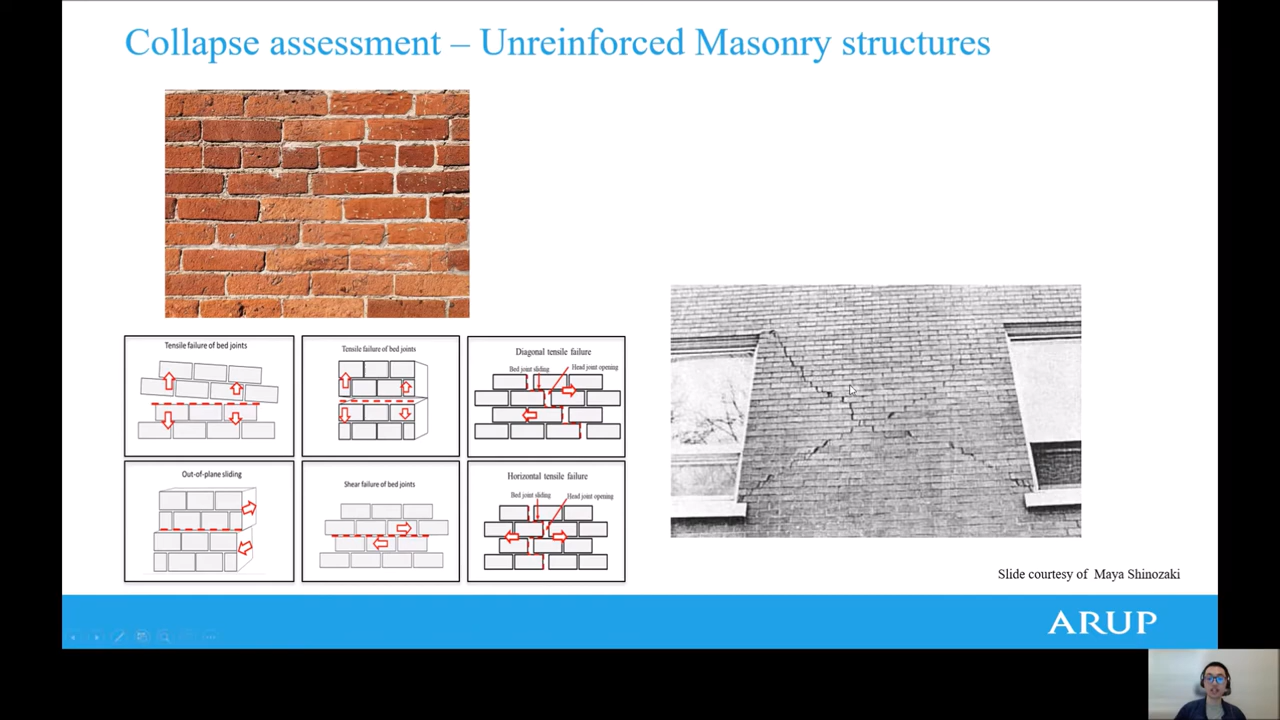 Collapse assessment – Unreinforced Masonry structures
Tensile failure of bed joints
Tensile failure of bed joints
Diagonal tensile failure
Bed joint sliding
Head joint opening
Out-of-plane sliding
Shear failure of bed joints
Horizontal tensile failure
Bed joint sliding
Head joint opening
Slide courtesy of Maya Shinozaki
ARUP